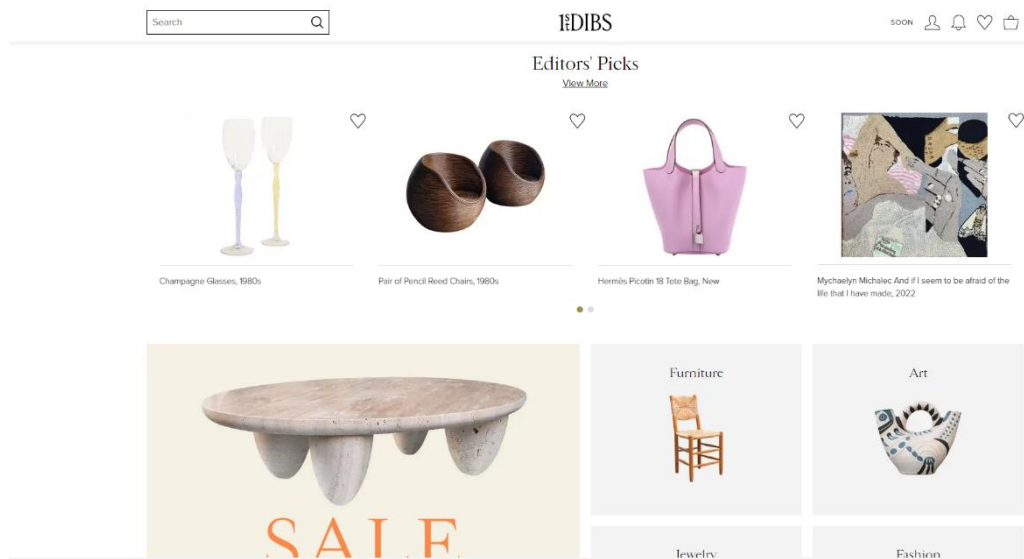 Search
1STDIBS
SOON
Editors' Picks
View More
Champagne Glasses, 1980s
Pair of Pencil Reed Chairs, 1980s
Hermès Picotin 18 Tote Bag, New
Mychaelyn Michalec And if I seem to be afraid of the
life that I have made, 2022
SALE
Furniture
Art
Jewelry
Fashion